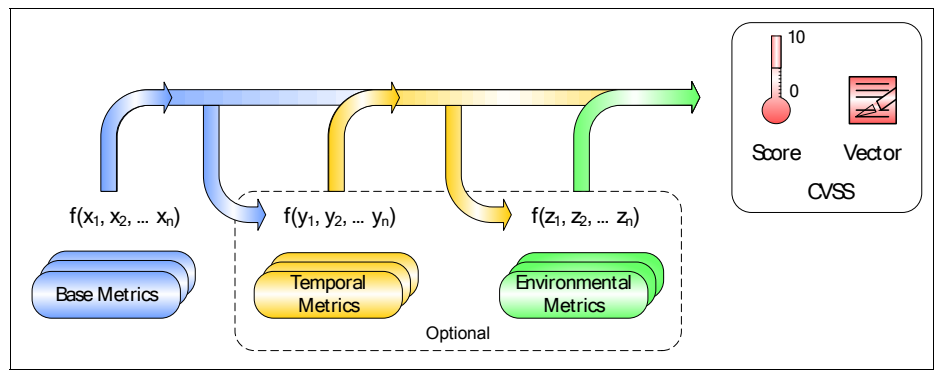 10
0
Score
Vector
CVSS
f(x₁, x₂, ... xₙ)
f(y₁, y₂, ... yₙ)
f(z₁, z₂, ... zₙ)
Base Metrics
Temporal
Metrics
Environmental
Metrics
Optional